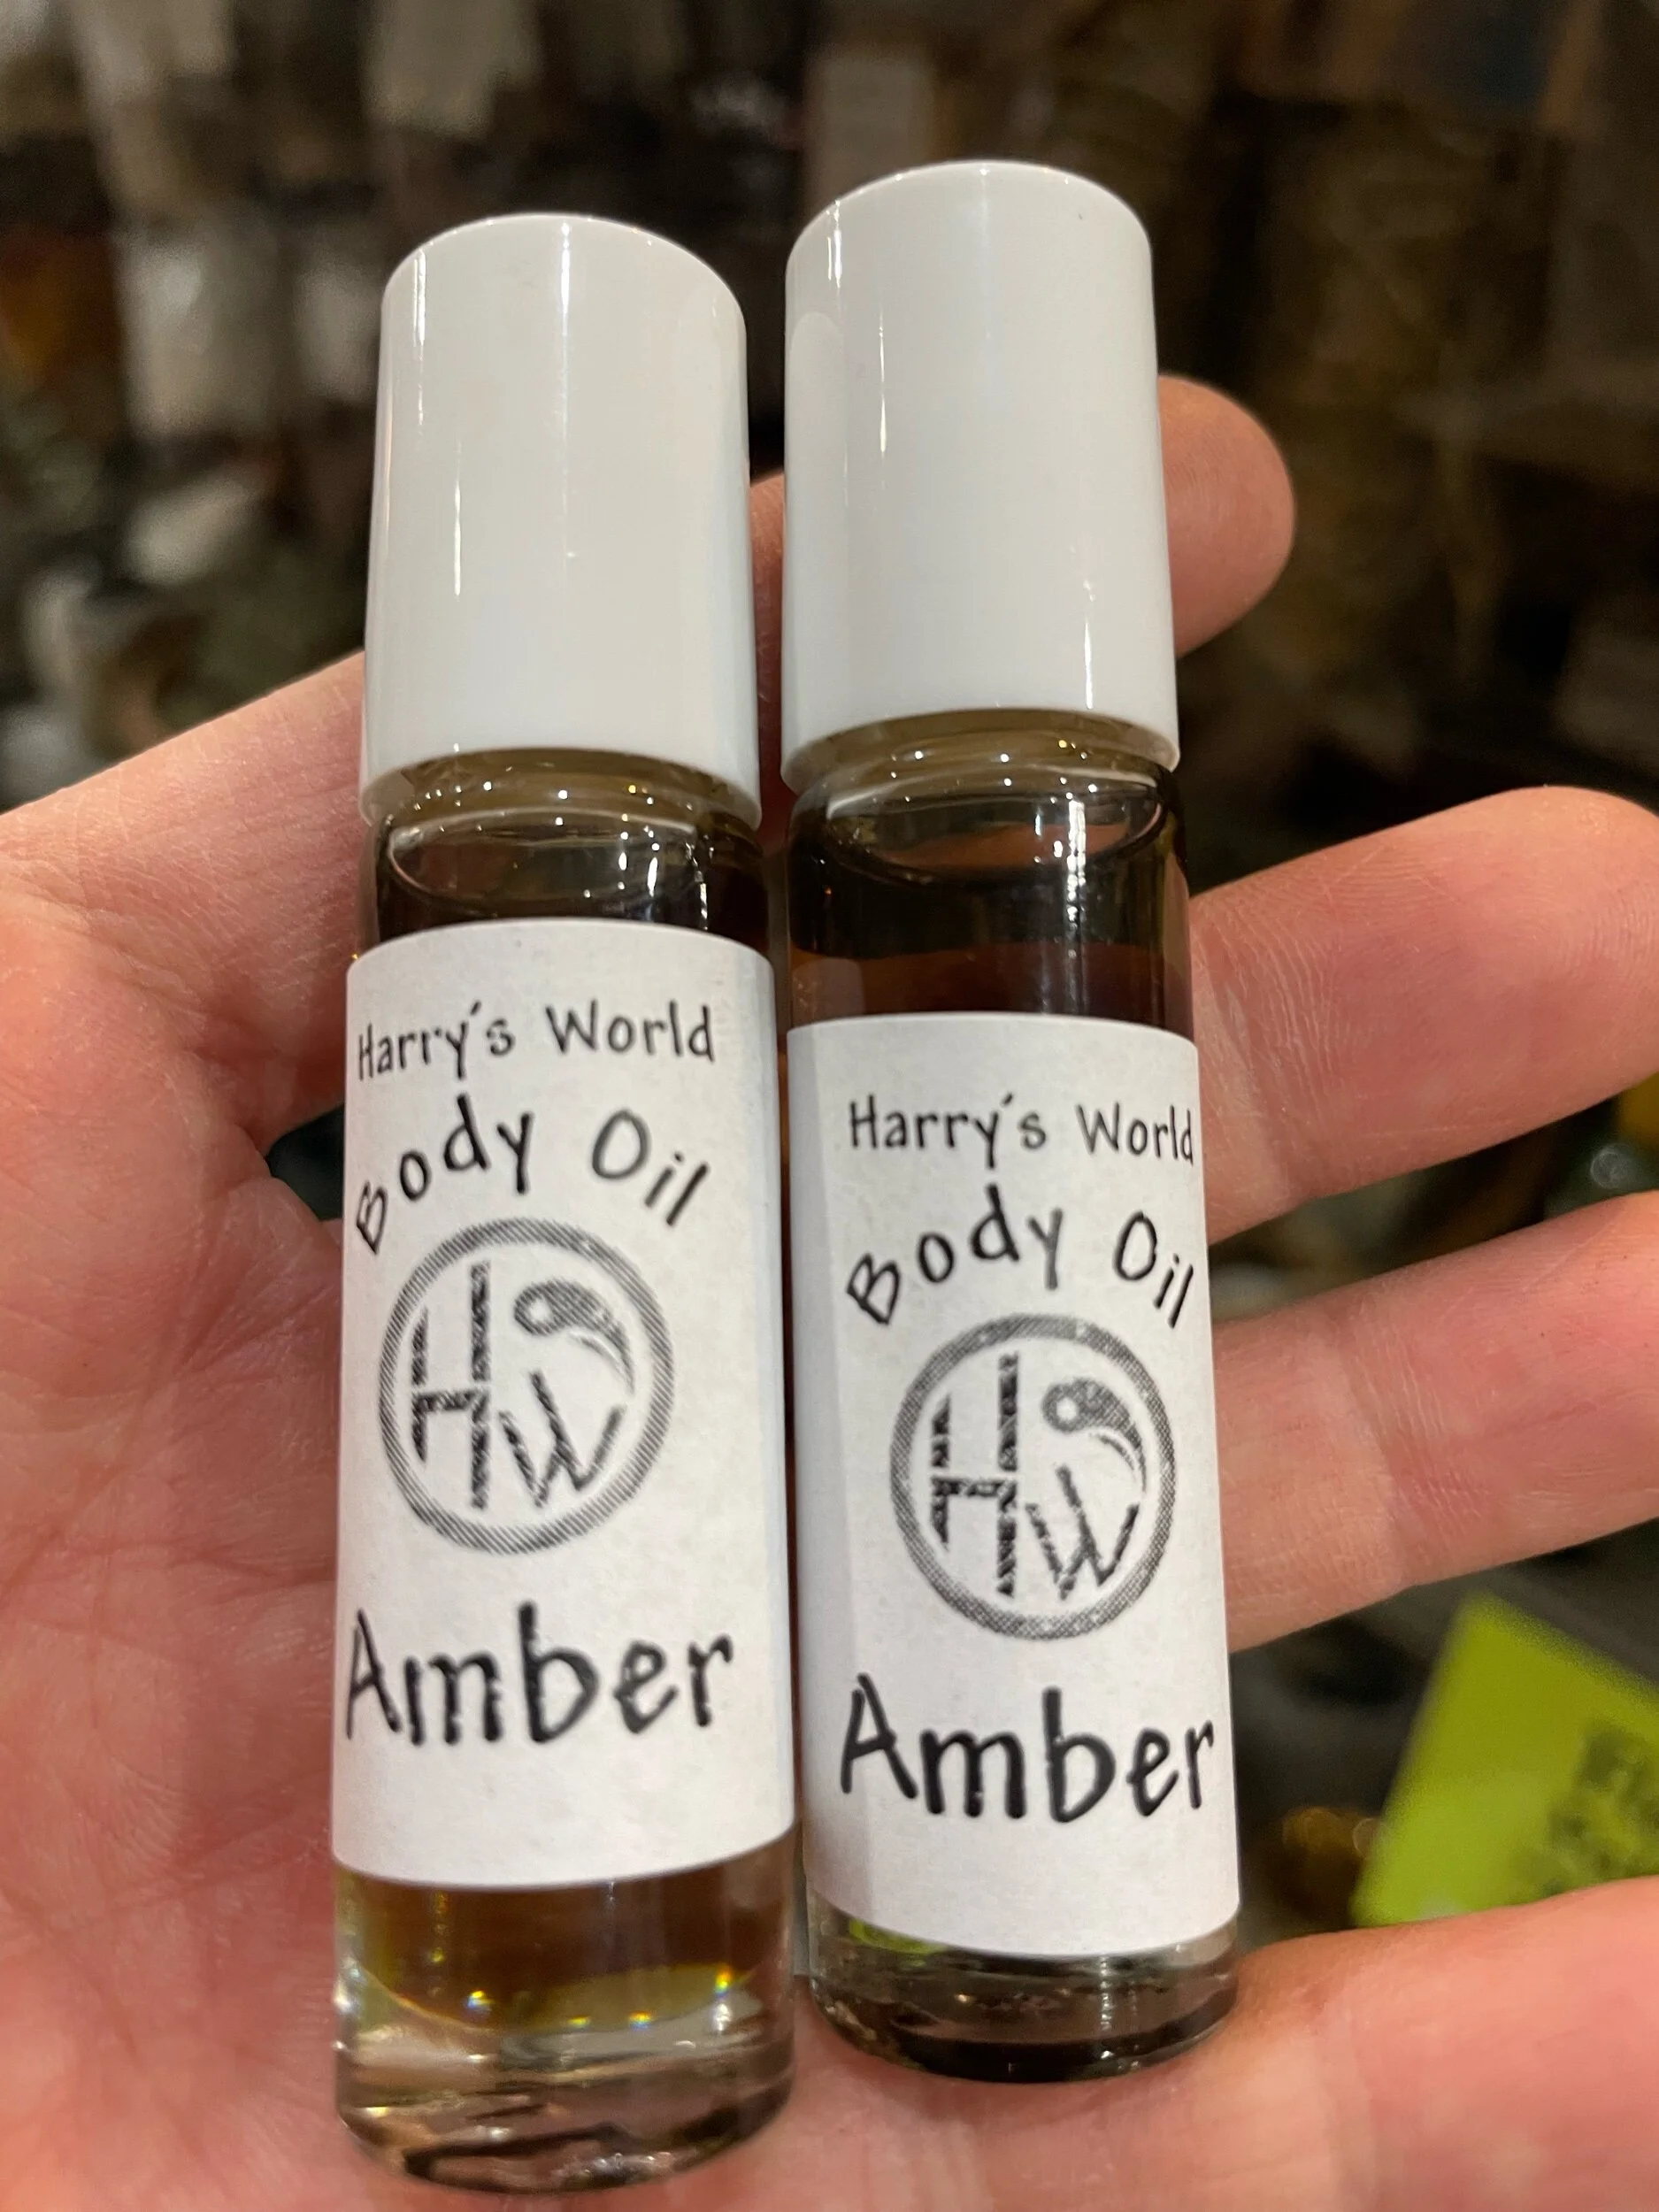 Harry's World
Body Oil
HW
Amber
Harry's World
Body Oil
HW
Amber